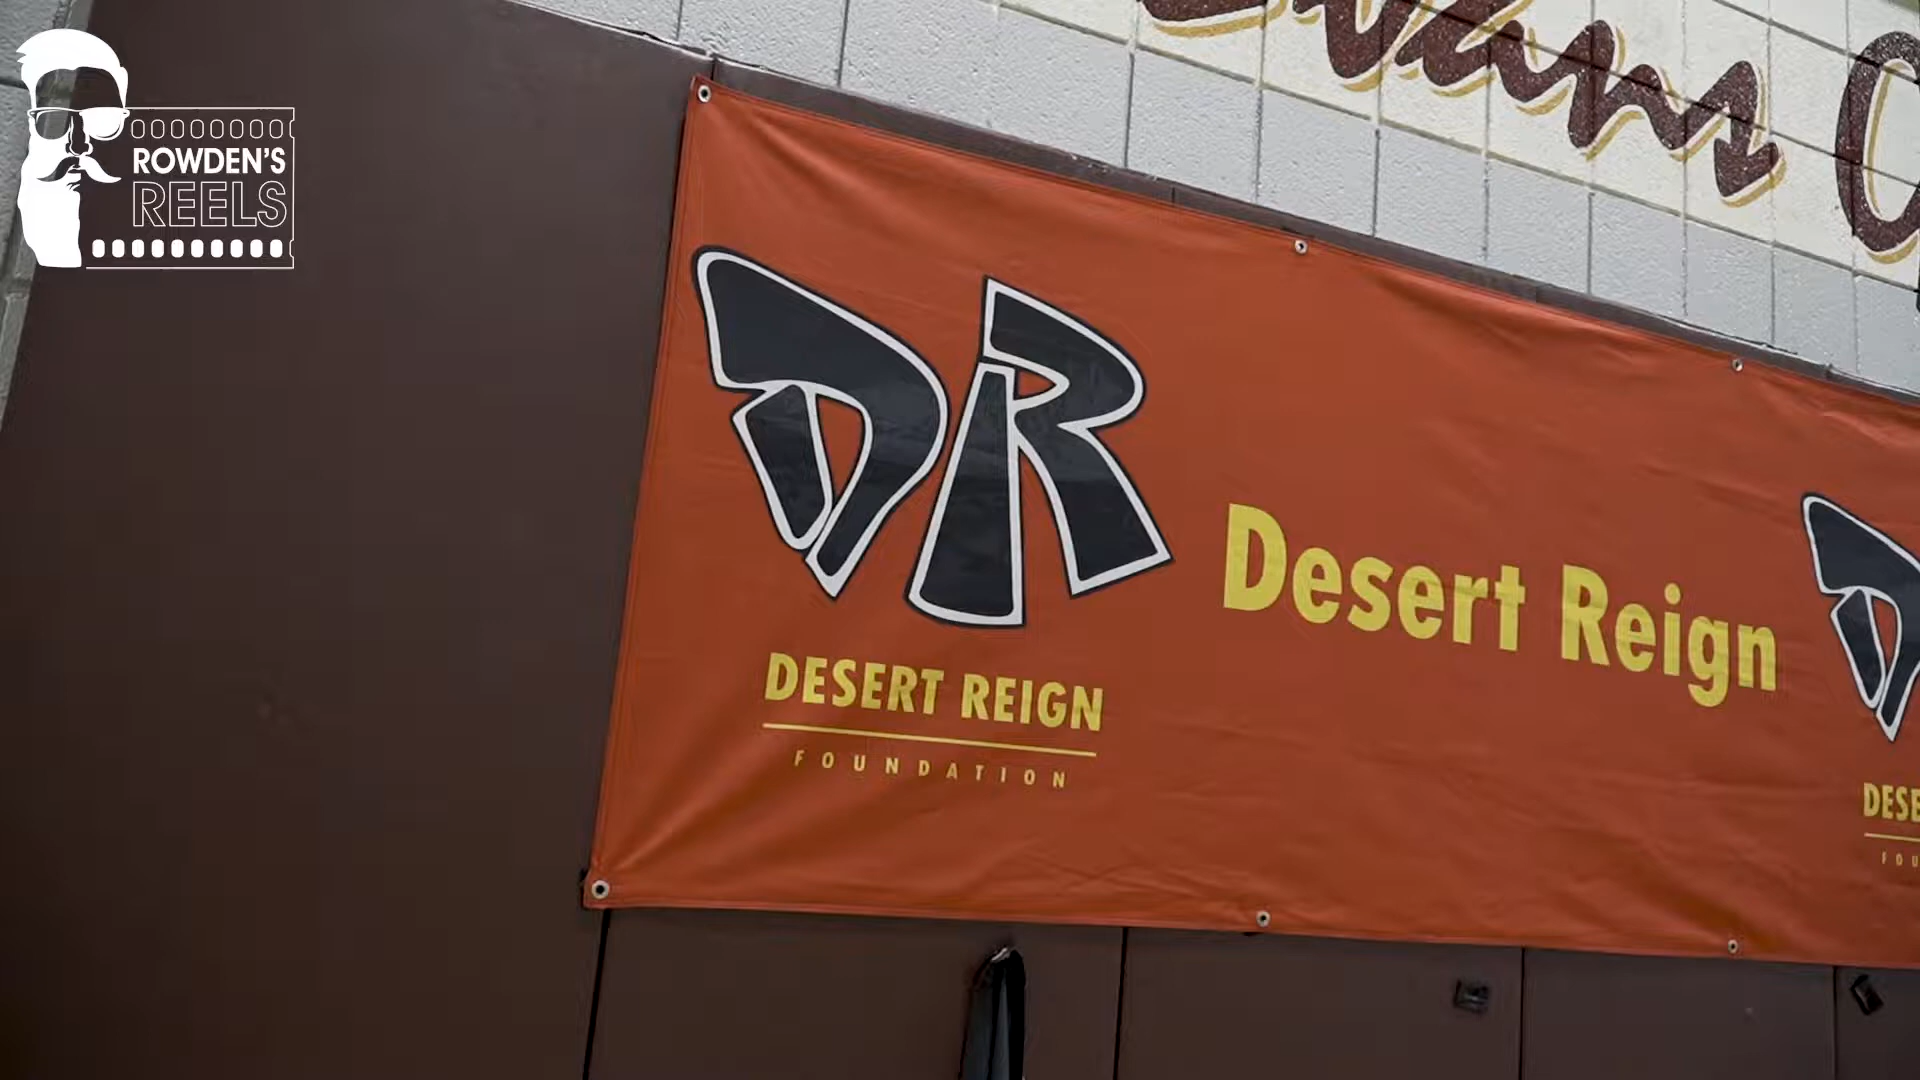 ROWDEN'S
REELS
DR
DESERT REIGN
FOUNDATION
Desert Reign